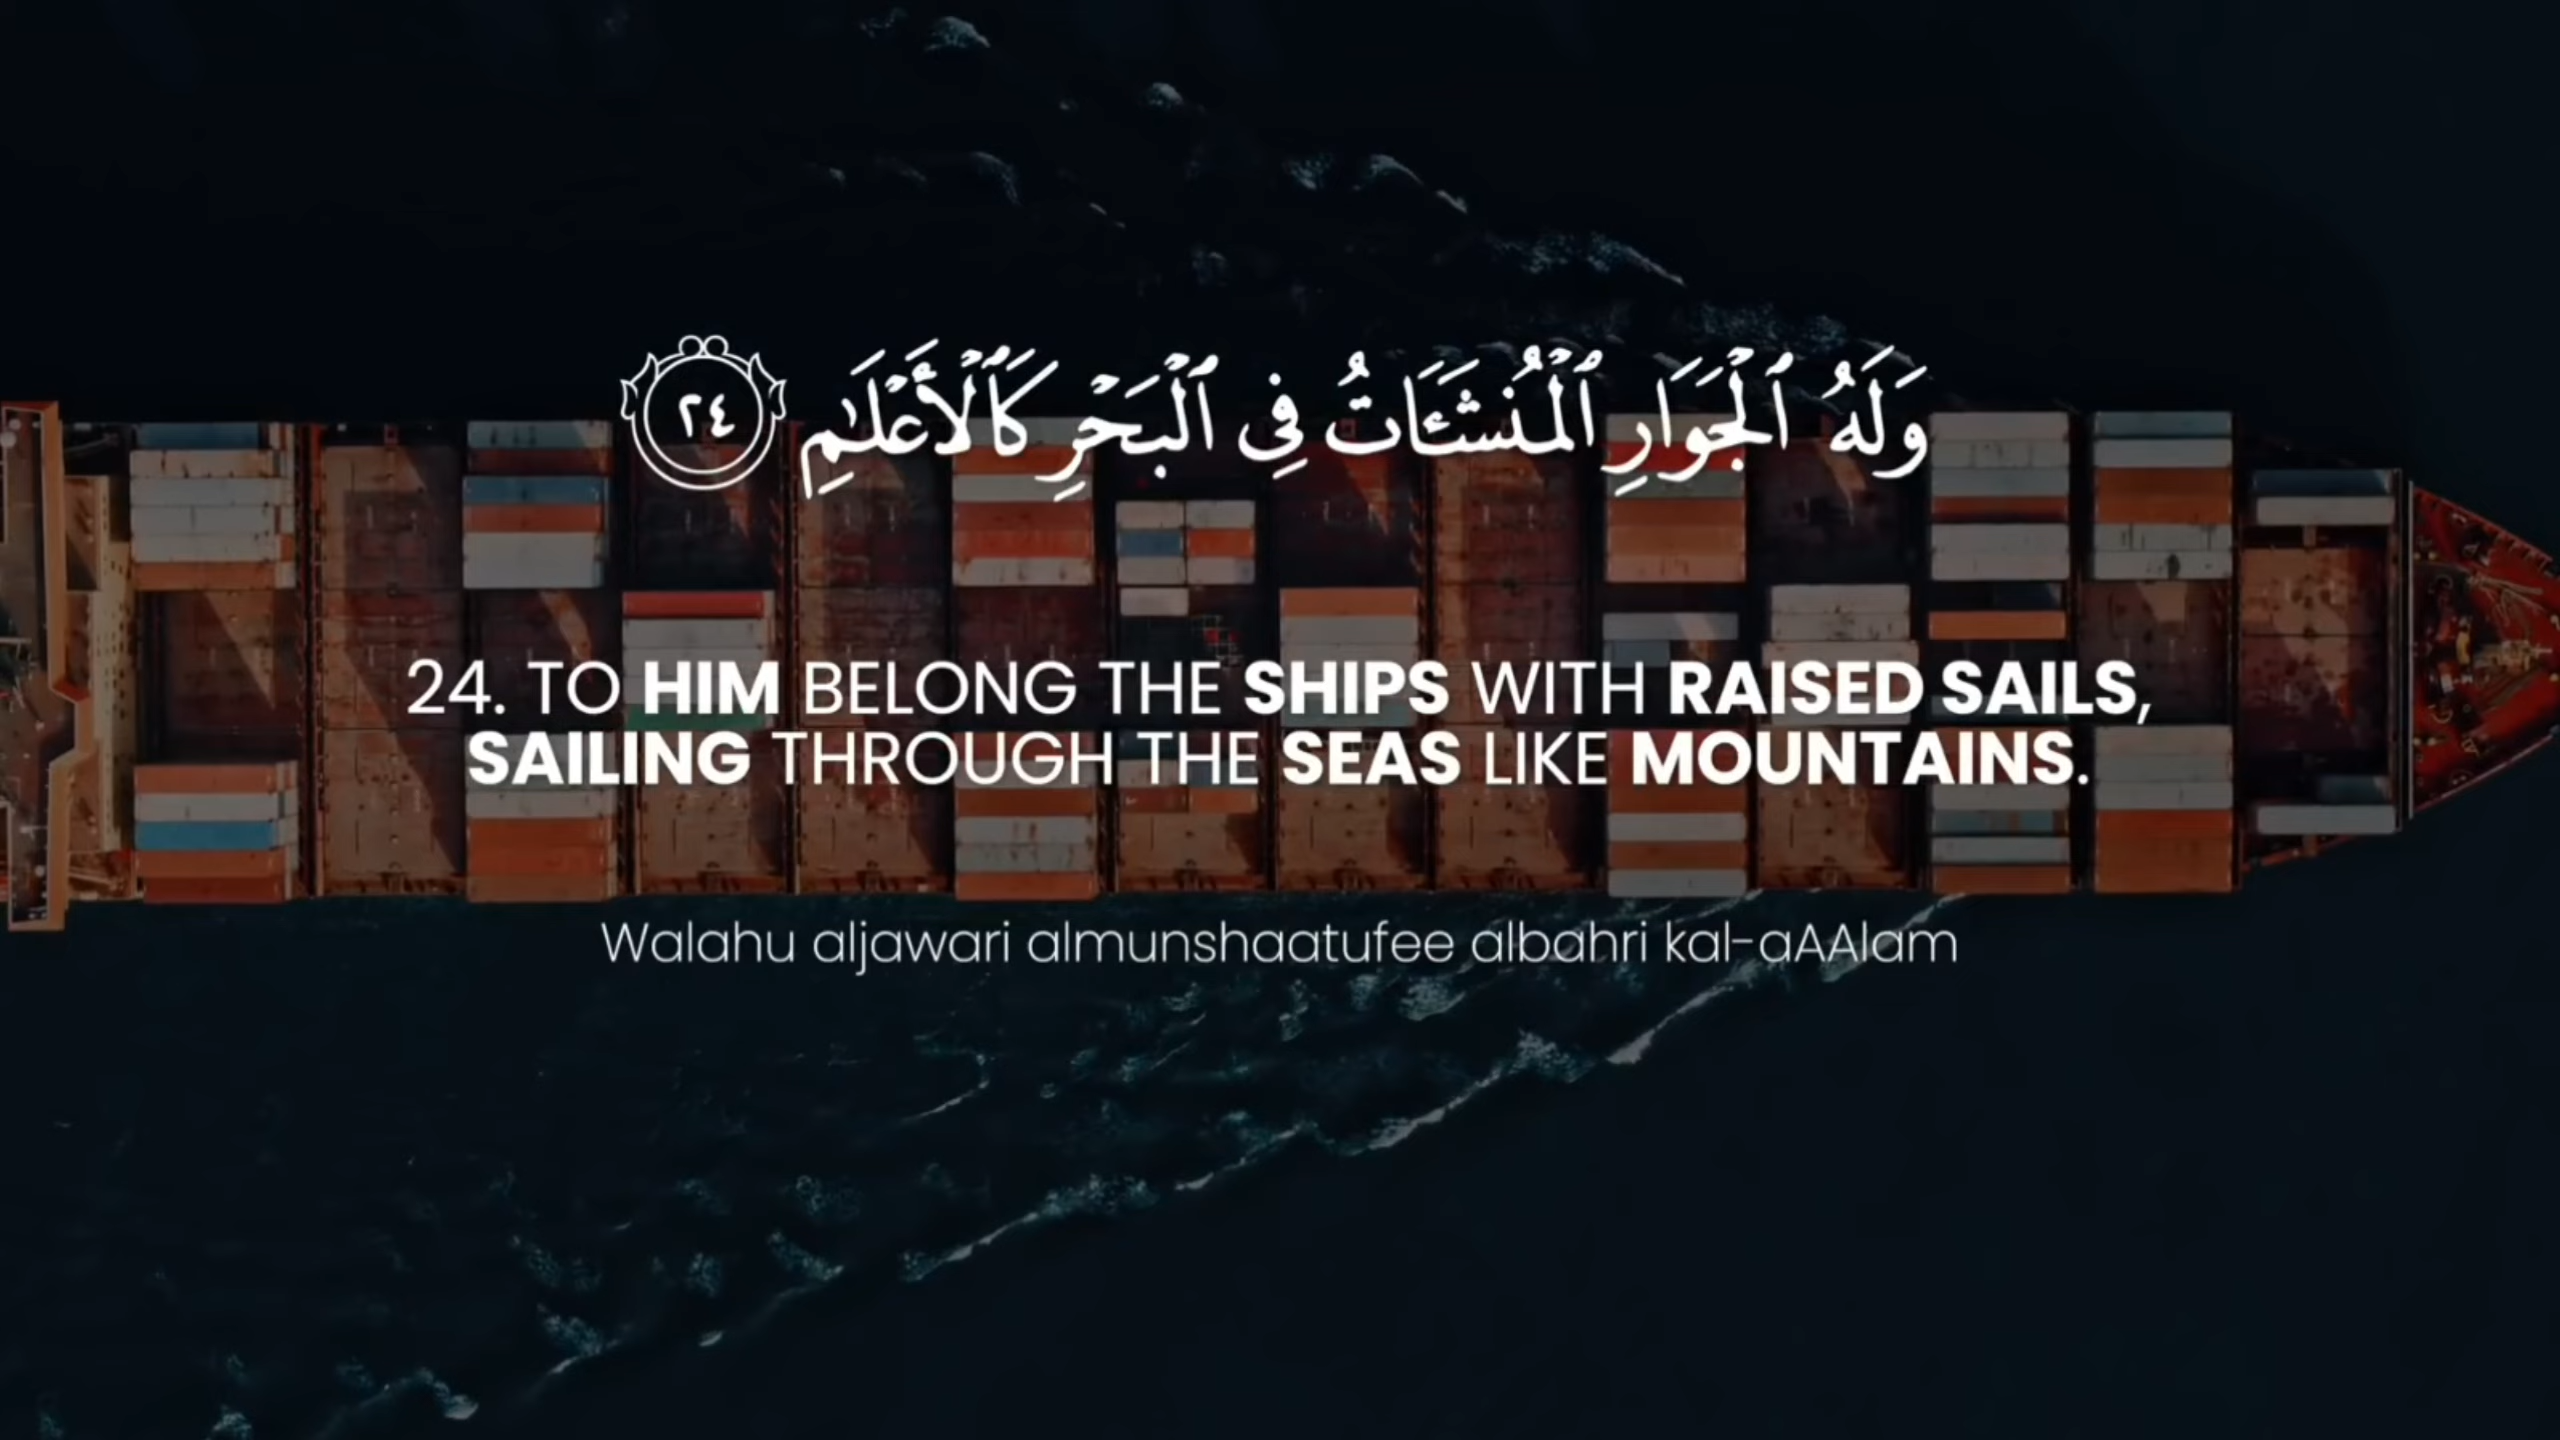 وَلَهُ ٱلْجَوَارِ ٱلْمُنشَـَٔاتُ فِى ٱلْبَحْرِ كَٱلْأَعْلَـٰمِ ٢٤
24. TO HIM BELONG THE SHIPS WITH RAISED SAILS,
SAILING THROUGH THE SEAS LIKE MOUNTAINS.
Walahu aljawari almunshaatufee albahri kal-aAAlam